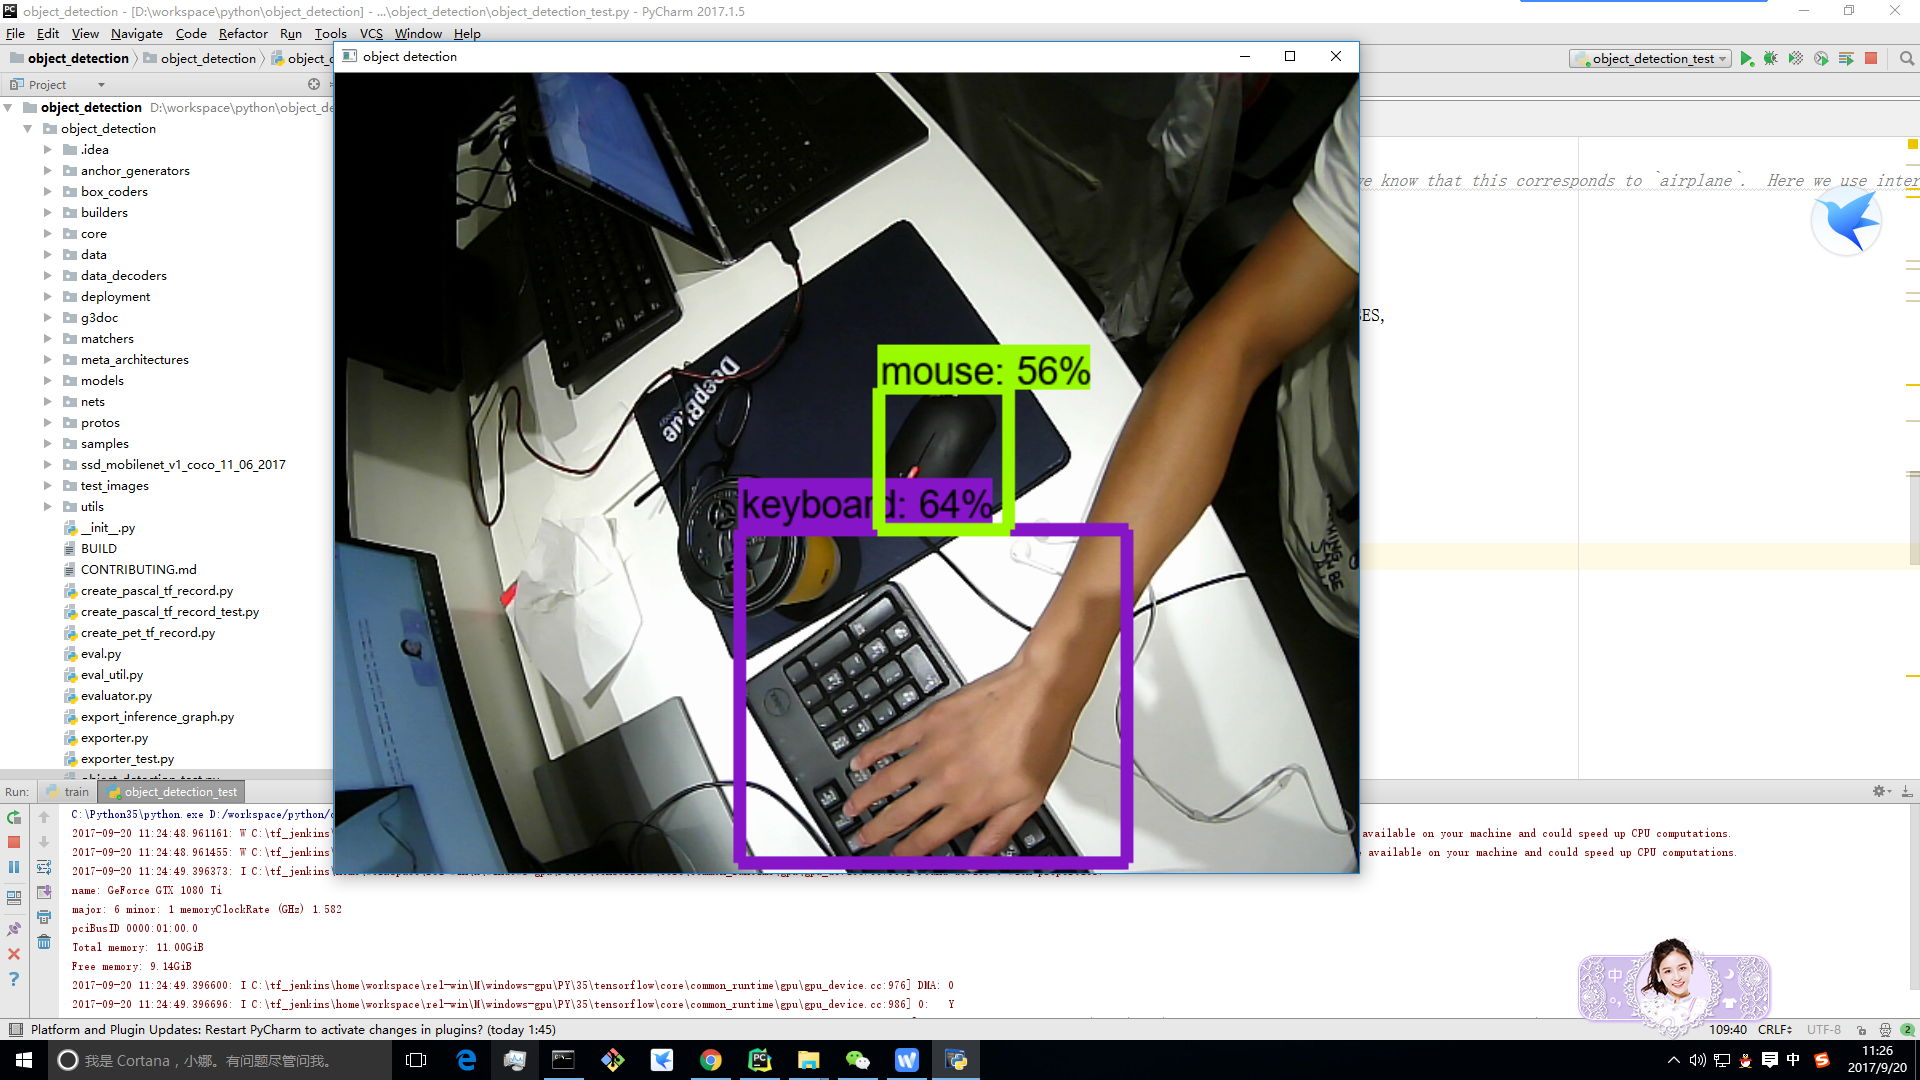 object_detection - [D:\workspace\python\object_detection] - ...\object_detection\object_detection_test.py - PyCharm 2017.1.5
File Edit View Navigate Code Refactor Run Tools VCS Window Help
object_detection object_detection object_c
object_detection_test
object detection
Project
object_detection D:\workspace\python\object_de
object_detection
.idea
anchor_generators
box_coders
builders
core
data
data_decoders
deployment
g3doc
matchers
meta_architectures
models
nets
protos
samples
ssd_mobilenet_v1_coco_11_06_2017
test_images
utils
__init__.py
BUILD
CONTRIBUTING.md
create_pascal_tf_record.py
create_pascal_tf_record_test.py
create_pet_tf_record.py
eval.py
eval_util.py
evaluator.py
export_inference_graph.py
exporter.py
exporter_test.py
object_detection_test.py
we know that this corresponds to `airplane`. Here we use inter
SES,
mouse: 56%
keyboard: 64%
DeepBlue
DELL
Run: train object_detection_test
C:\Python35\python.exe D:/workspace/python/o
2017-09-20 11:24:48.961161: W C:\tf_jenkins\
available on your machine and could speed up CPU computations.
2017-09-20 11:24:48.961455: W C:\tf_jenkins\
available on your machine and could speed up CPU computations.
2017-09-20 11:24:49.396373: I C:\tf_jenkins\
name: GeForce GTX 1080 Ti
major: 6 minor: 1 memoryClockRate (GHz) 1.582
pciBusID 0000:01:00.0
Total memory: 11.00GiB
Free memory: 9.14GiB
2017-09-20 11:24:49.396600: I C:\tf_jenkins\home\workspace\rel-win\M\windows-gpu\PY\35\tensorflow\core\common_runtime\gpu\gpu_device.cc:976] DMA: 0
2017-09-20 11:24:49.396696: I C:\tf_jenkins\home\workspace\rel-win\M\windows-gpu\PY\35\tensorflow\core\common_runtime\gpu\gpu_device.cc:986] 0: Y
中
Platform and Plugin Updates: Restart PyCharm to activate changes in plugins? (today 1:45)
109:40 CRLF UTF-8 2
我是 Cortana，小娜。有问题尽管问我。
中
11:26
2017/9/20